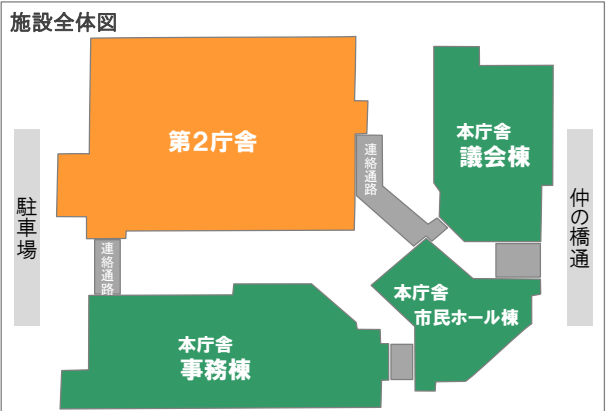 施設全体図
第2庁舎
本庁舎
議会棟
連絡通路
駐車場
仲の橋通
連絡通路
本庁舎
市民ホール棟
本庁舎
事務棟